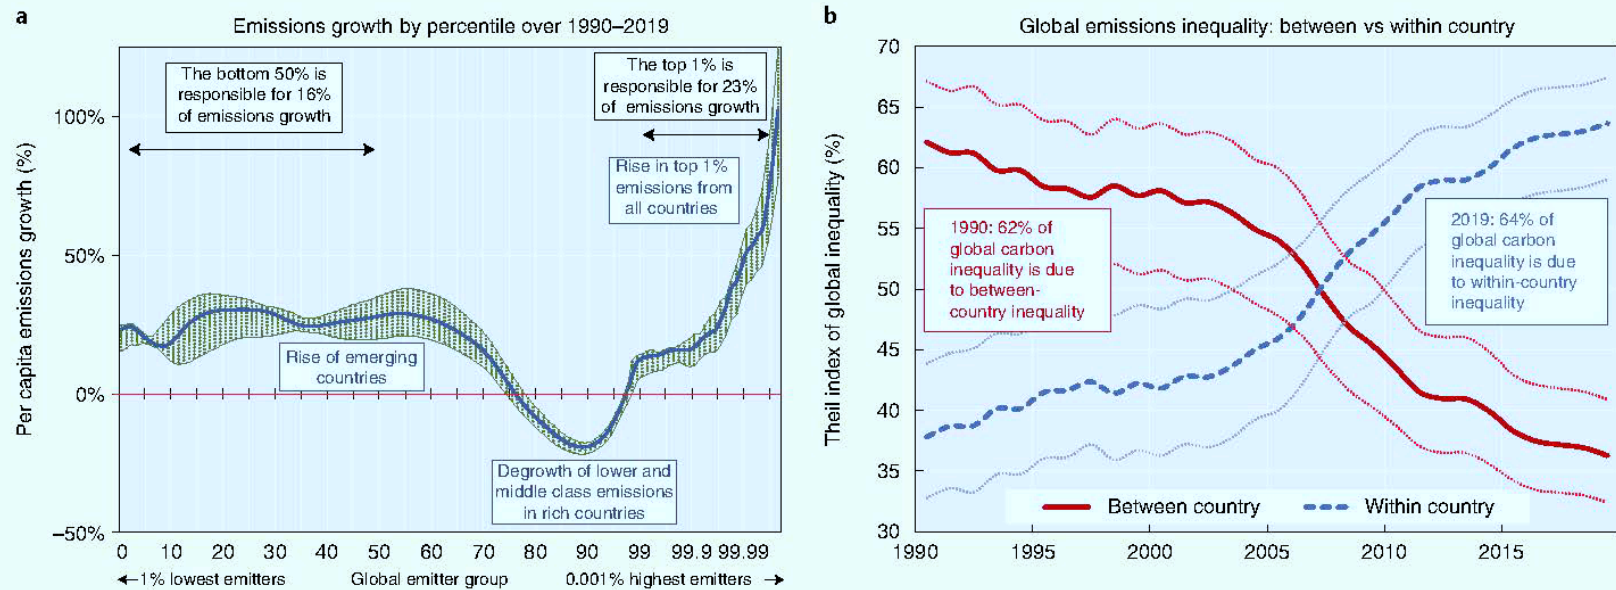 a
Emissions growth by percentile over 1990–2019
Per capita emissions growth (%)
100%
50%
0%
–50%
The bottom 50% is
responsible for 16%
of emissions growth
The top 1% is
responsible for 23%
of emissions growth
Rise in top 1%
emissions from
all countries
Rise of emerging
countries
Degrowth of lower and
middle class emissions
in rich countries
0 10 20 30 40 50 60 70 80 90 99 99.9 99.99
1% lowest emitters Global emitter group 0.001% highest emitters
b
Global emissions inequality: between vs within country
Theil index of global inequality (%)
70
65
60
55
50
45
40
35
30
1990: 62% of
global carbon
inequality is due
to between-
country inequality
2019: 64% of
global carbon
inequality is due
to within-country
inequality
Between country Within country
1990 1995 2000 2005 2010 2015